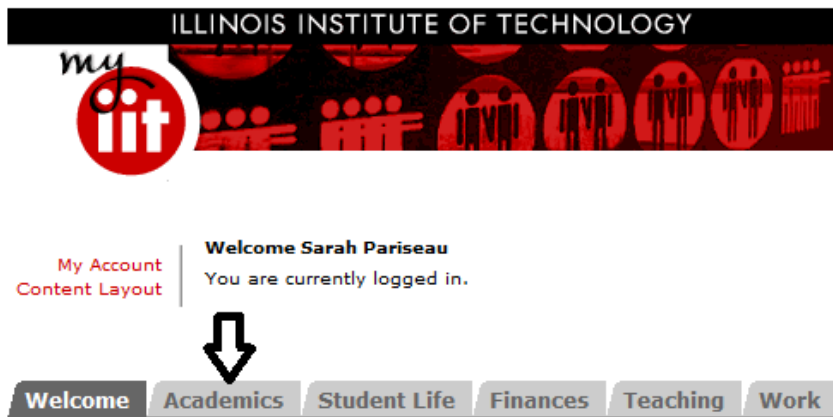 ILLINOIS INSTITUTE OF TECHNOLOGY
my
iit
My Account
Content Layout
Welcome Sarah Pariseau
You are currently logged in.
Welcome Academics Student Life Finances Teaching Work